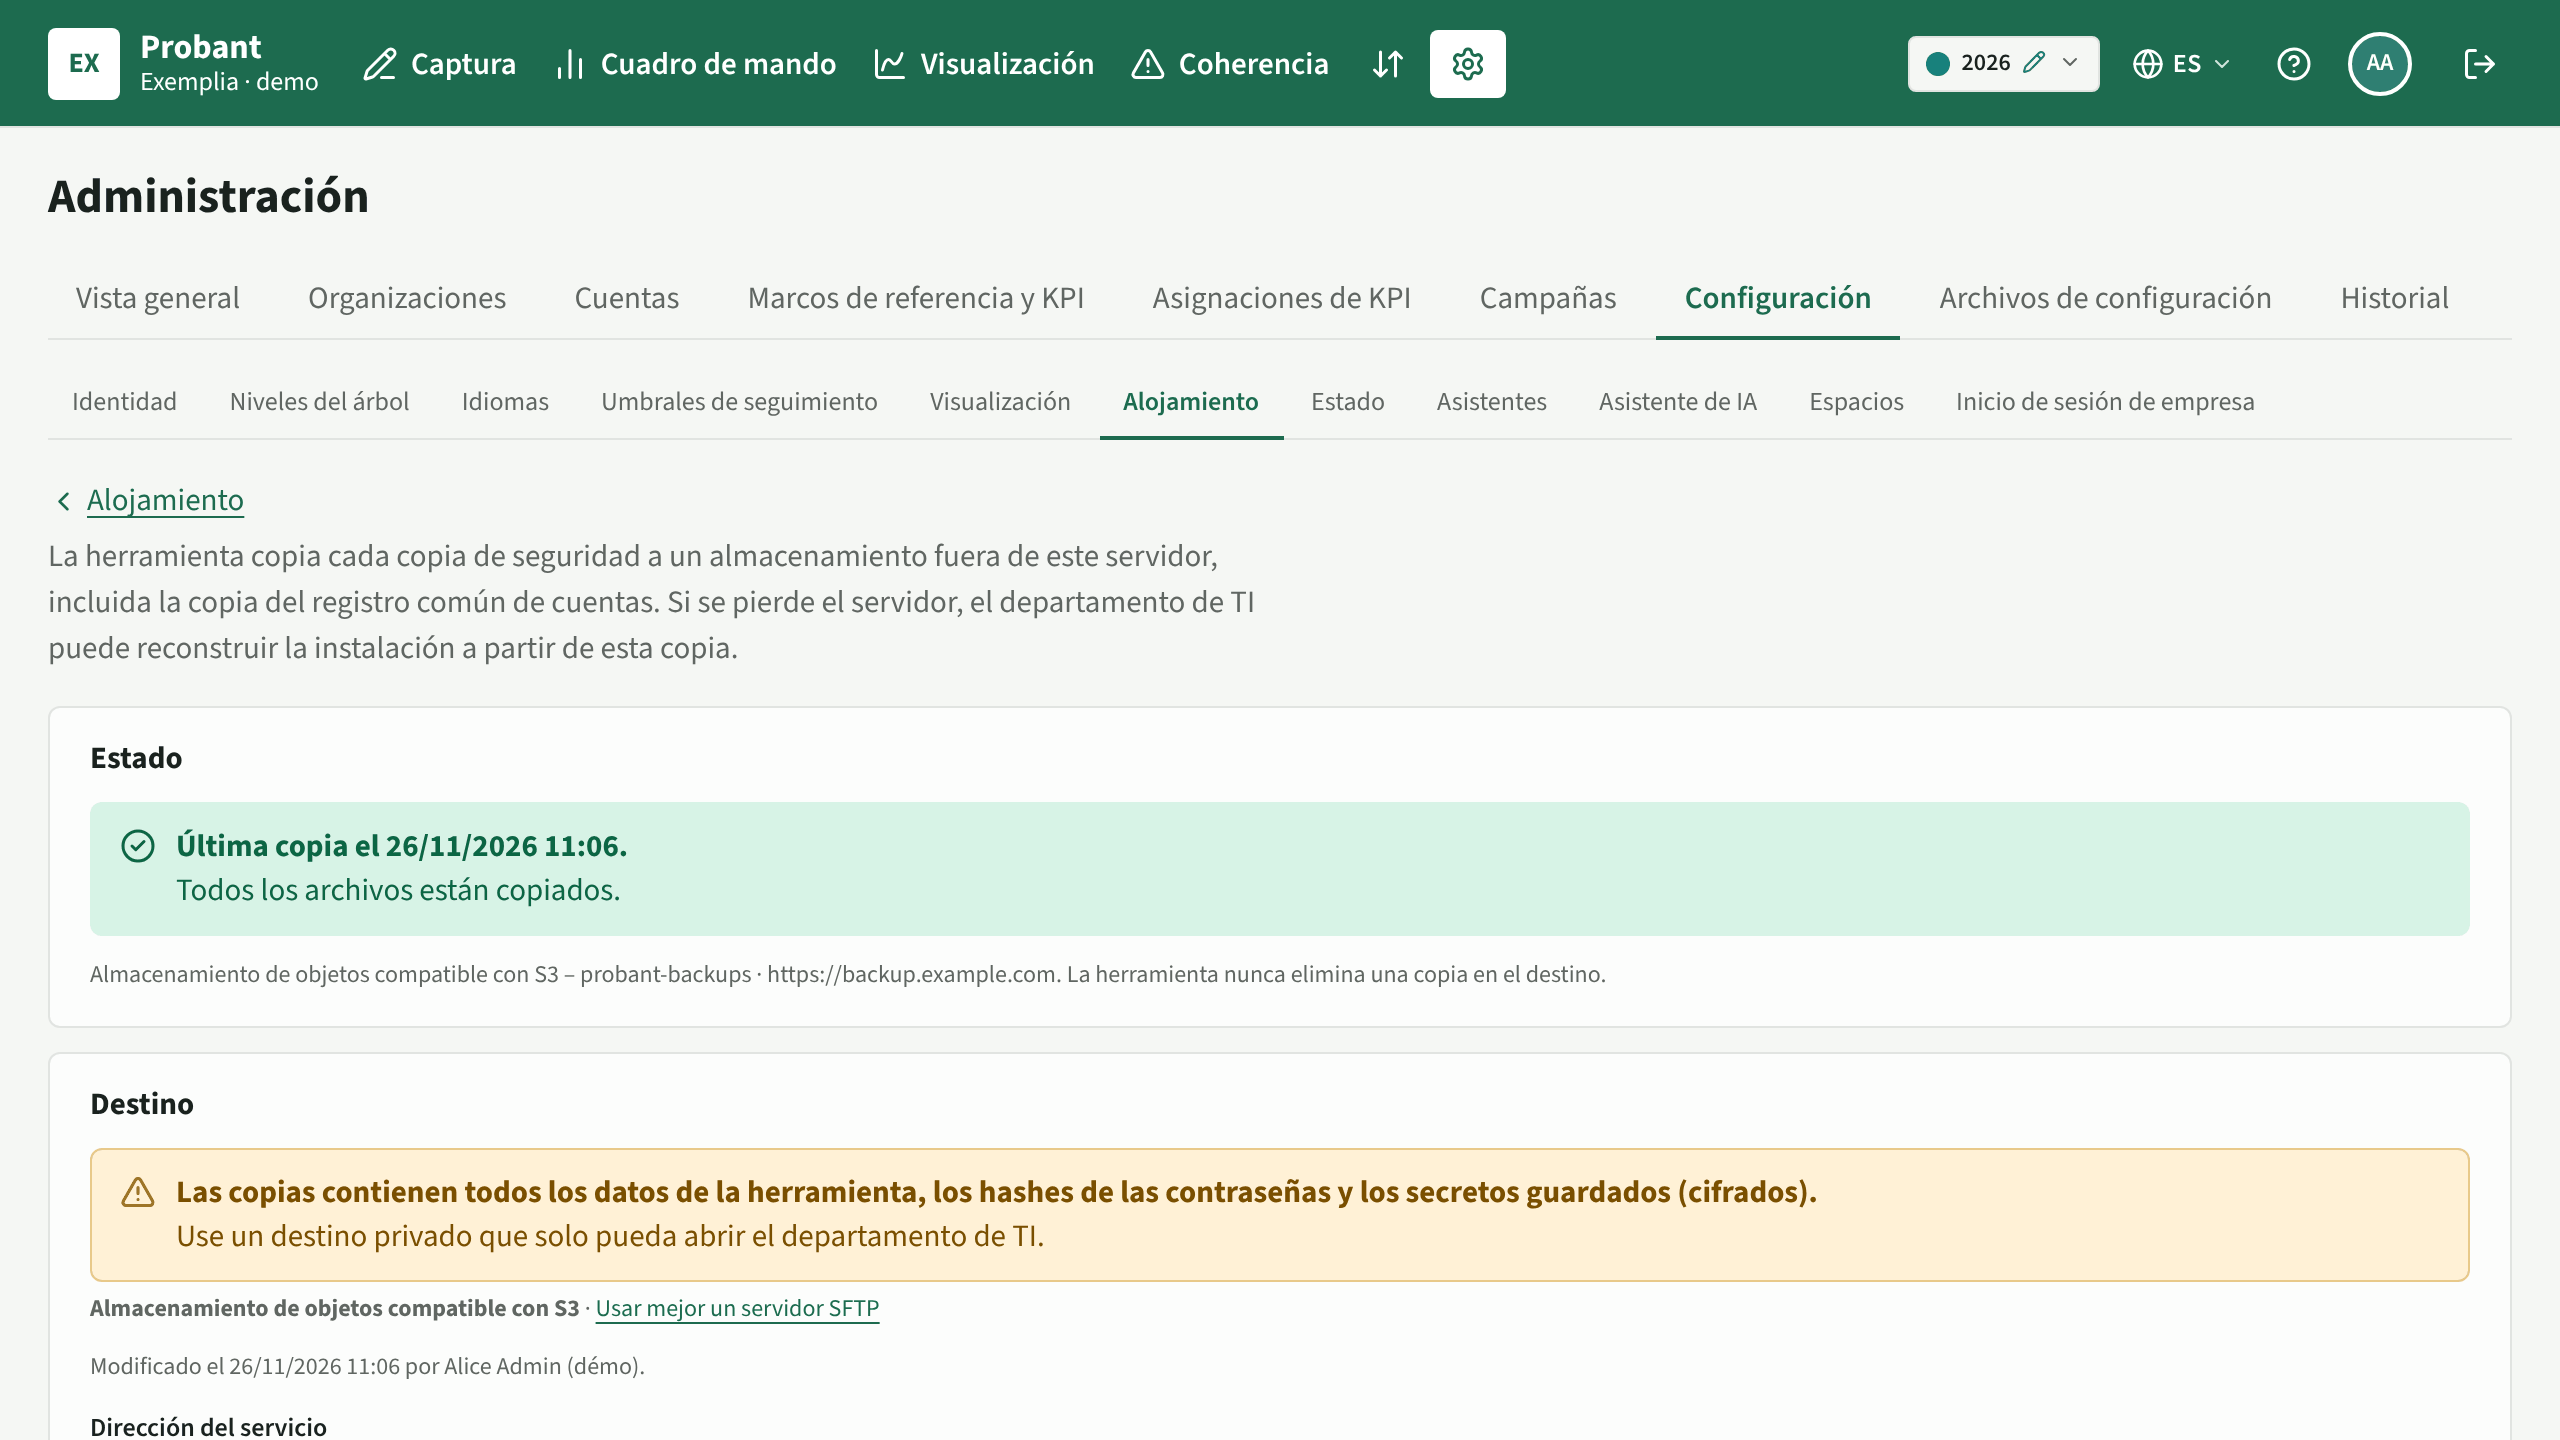 EX
Probant
Exemplia · demo
Captura
Cuadro de mando
Visualización
Coherencia
2026
ES
AA
Administración
Vista general
Organizaciones
Cuentas
Marcos de referencia y KPI
Asignaciones de KPI
Campañas
Configuración
Archivos de configuración
Historial
Identidad
Niveles del árbol
Idiomas
Umbrales de seguimiento
Visualización
Alojamiento
Estado
Asistentes
Asistente de IA
Espacios
Inicio de sesión de empresa
Alojamiento
La herramienta copia cada copia de seguridad a un almacenamiento fuera de este servidor,
incluida la copia del registro común de cuentas. Si se pierde el servidor, el departamento de TI
puede reconstruir la instalación a partir de esta copia.
Estado
Última copia el 26/11/2026 11:06.
Todos los archivos están copiados.
Almacenamiento de objetos compatible con S3 – probant-backups · https://backup.example.com. La herramienta nunca elimina una copia en el destino.
Destino
Las copias contienen todos los datos de la herramienta, los hashes de las contraseñas y los secretos guardados (cifrados).
Use un destino privado que solo pueda abrir el departamento de TI.
Almacenamiento de objetos compatible con S3 · Usar mejor un servidor SFTP
Modificado el 26/11/2026 11:06 por Alice Admin (démo).
Dirección del servicio